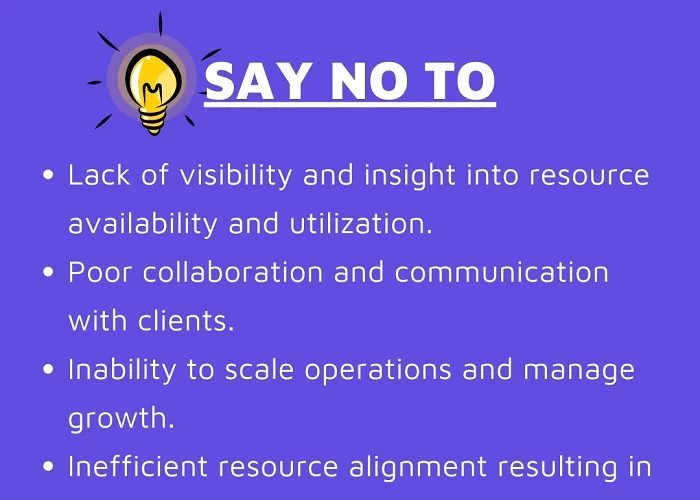 SAY NO TO
• Lack of visibility and insight into resource
availability and utilization.
• Poor collaboration and communication
with clients.
• Inability to scale operations and manage
growth.
• Inefficient resource alignment resulting in